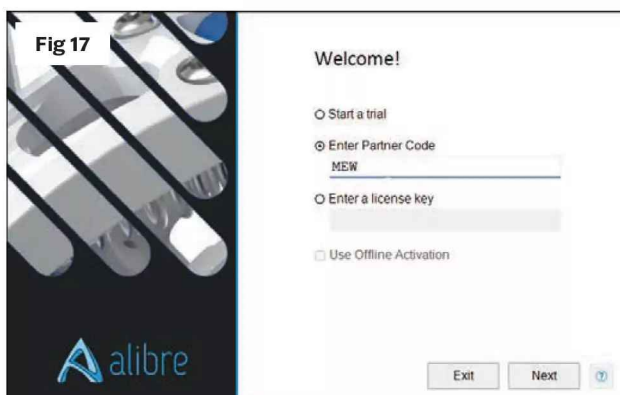 Fig 17
Welcome!
Start a trial
Enter Partner Code
MEW
Enter a license key
Use Offline Activation
alibre
Exit
Next
?